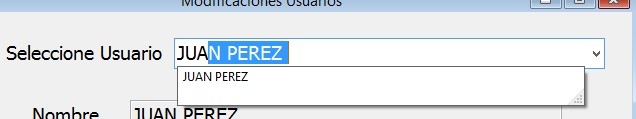 Modificaciones Usuarios
Seleccione Usuario JUAN PEREZ
JUAN PEREZ
Nombre JUAN PEREZ